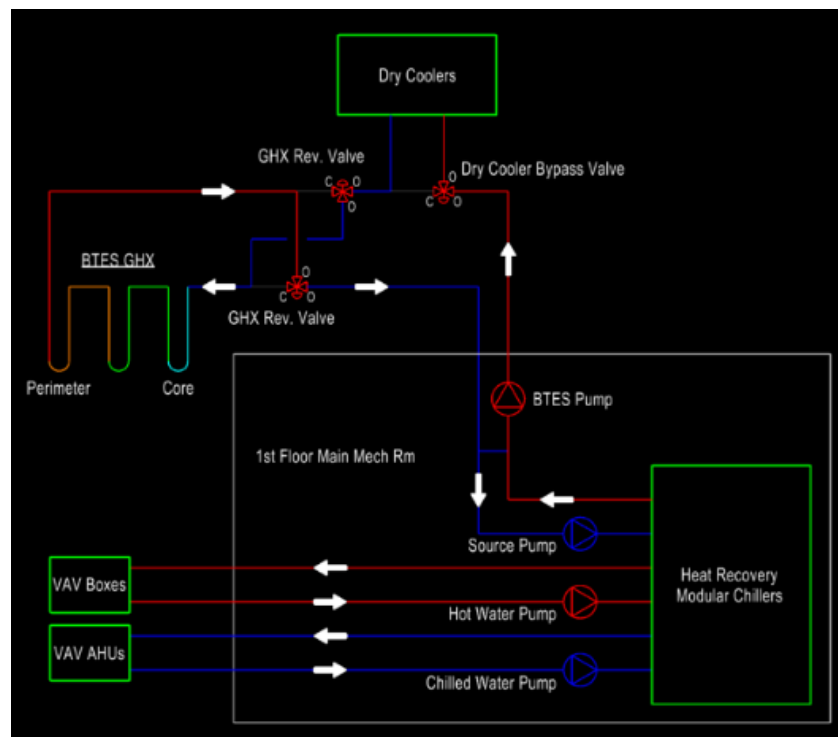 Dry Coolers
GHX Rev. Valve
Dry Cooler Bypass Valve
C O
O
O
C O
BTES GHX
O
C O
GHX Rev. Valve
Perimeter
Core
BTES Pump
1st Floor Main Mech Rm
Source Pump
Heat Recovery
Modular Chillers
VAV Boxes
Hot Water Pump
VAV AHUs
Chilled Water Pump